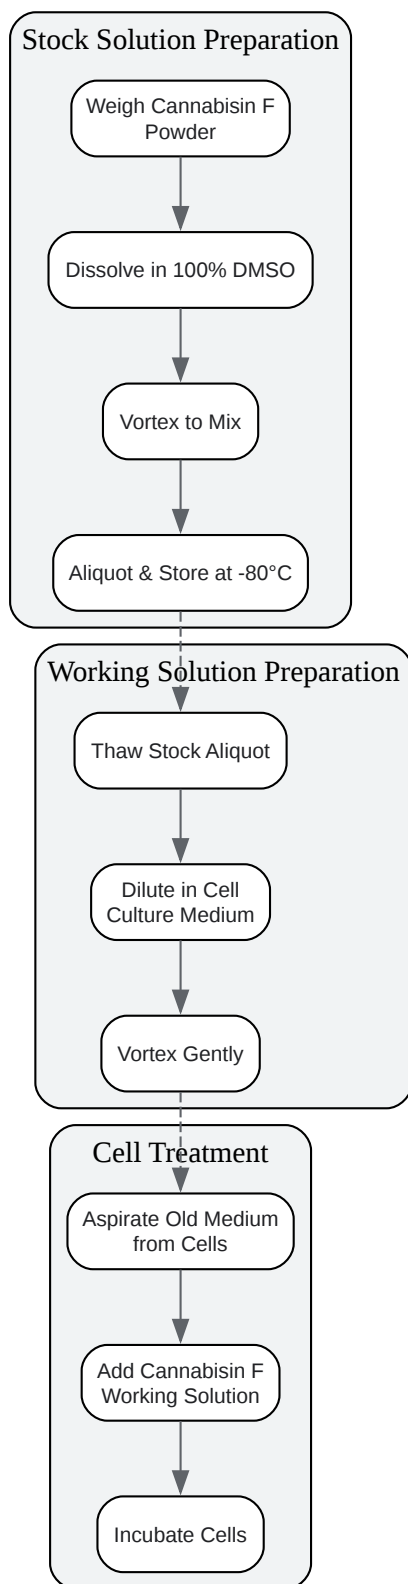 Stock Solution Preparation
Weigh Cannabisin F
Powder
Dissolve in 100% DMSO
Vortex to Mix
Aliquot & Store at -80°C
Working Solution Preparation
Thaw Stock Aliquot
Dilute in Cell
Culture Medium
Vortex Gently
Cell Treatment
Aspirate Old Medium
from Cells
Add Cannabisin F
Working Solution
Incubate Cells